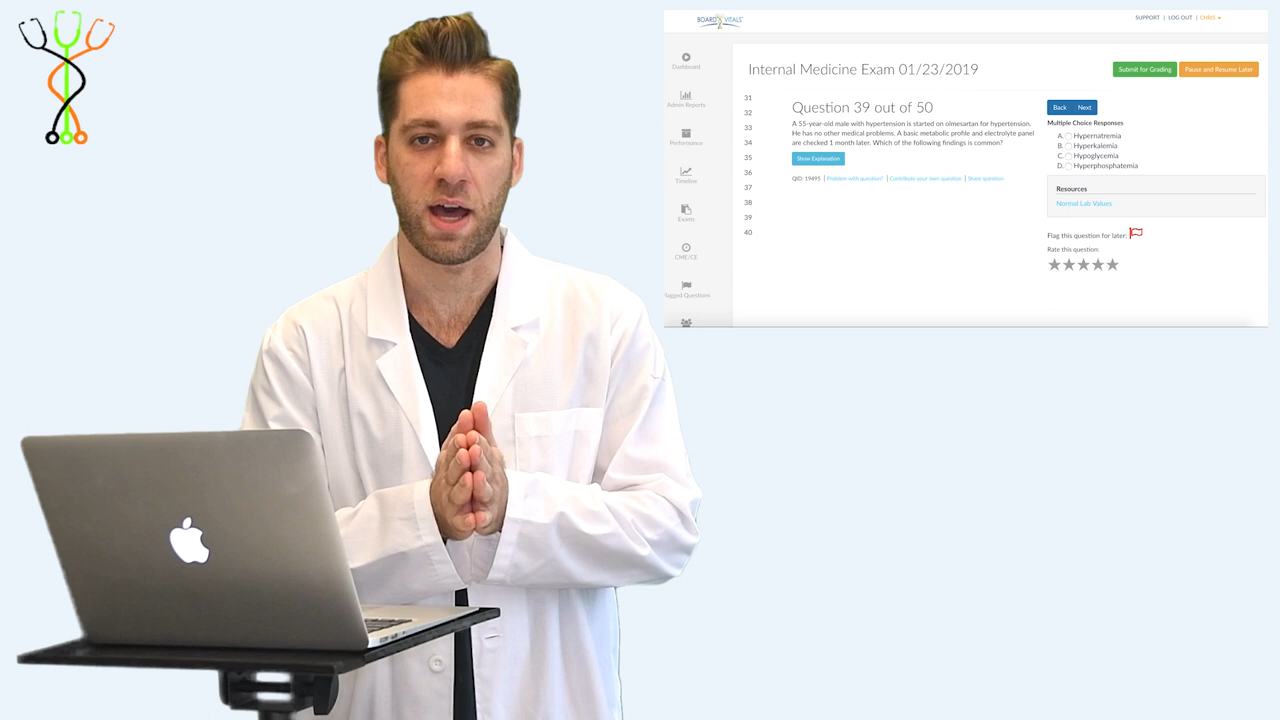 BOARD VITALS
SUPPORT | LOG OUT | CHRIS
Dashboard
Admin Reports
Performance
Timeline
Exams
CME/CE
lagged Questions
Internal Medicine Exam 01/23/2019
Submit for Grading
Pause and Resume Later
31
32
33
34
35
36
37
38
39
40
Question 39 out of 50
A 55-year-old male with hypertension is started on olmesartan for hypertension.
He has no other medical problems. A basic metabolic profile and electrolyte panel
are checked 1 month later. Which of the following findings is common?
Show Explanation
QID: 19495 | Problem with question? | Contribute your own question | Share question
Back Next
Multiple Choice Responses
A. Hypernatremia
B. Hyperkalemia
C. Hypoglycemia
D. Hyperphosphatemia
Resources
Normal Lab Values
Flag this question for later:
Rate this question: